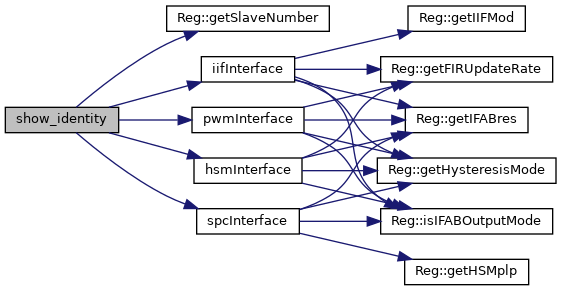 show_identity
Reg::getSlaveNumber
iifInterface
pwmInterface
hsmInterface
spcInterface
Reg::getIIFMod
Reg::getFIRUpdateRate
Reg::getIFABres
Reg::getHysteresisMode
Reg::isIFABOutputMode
Reg::getHSMplp